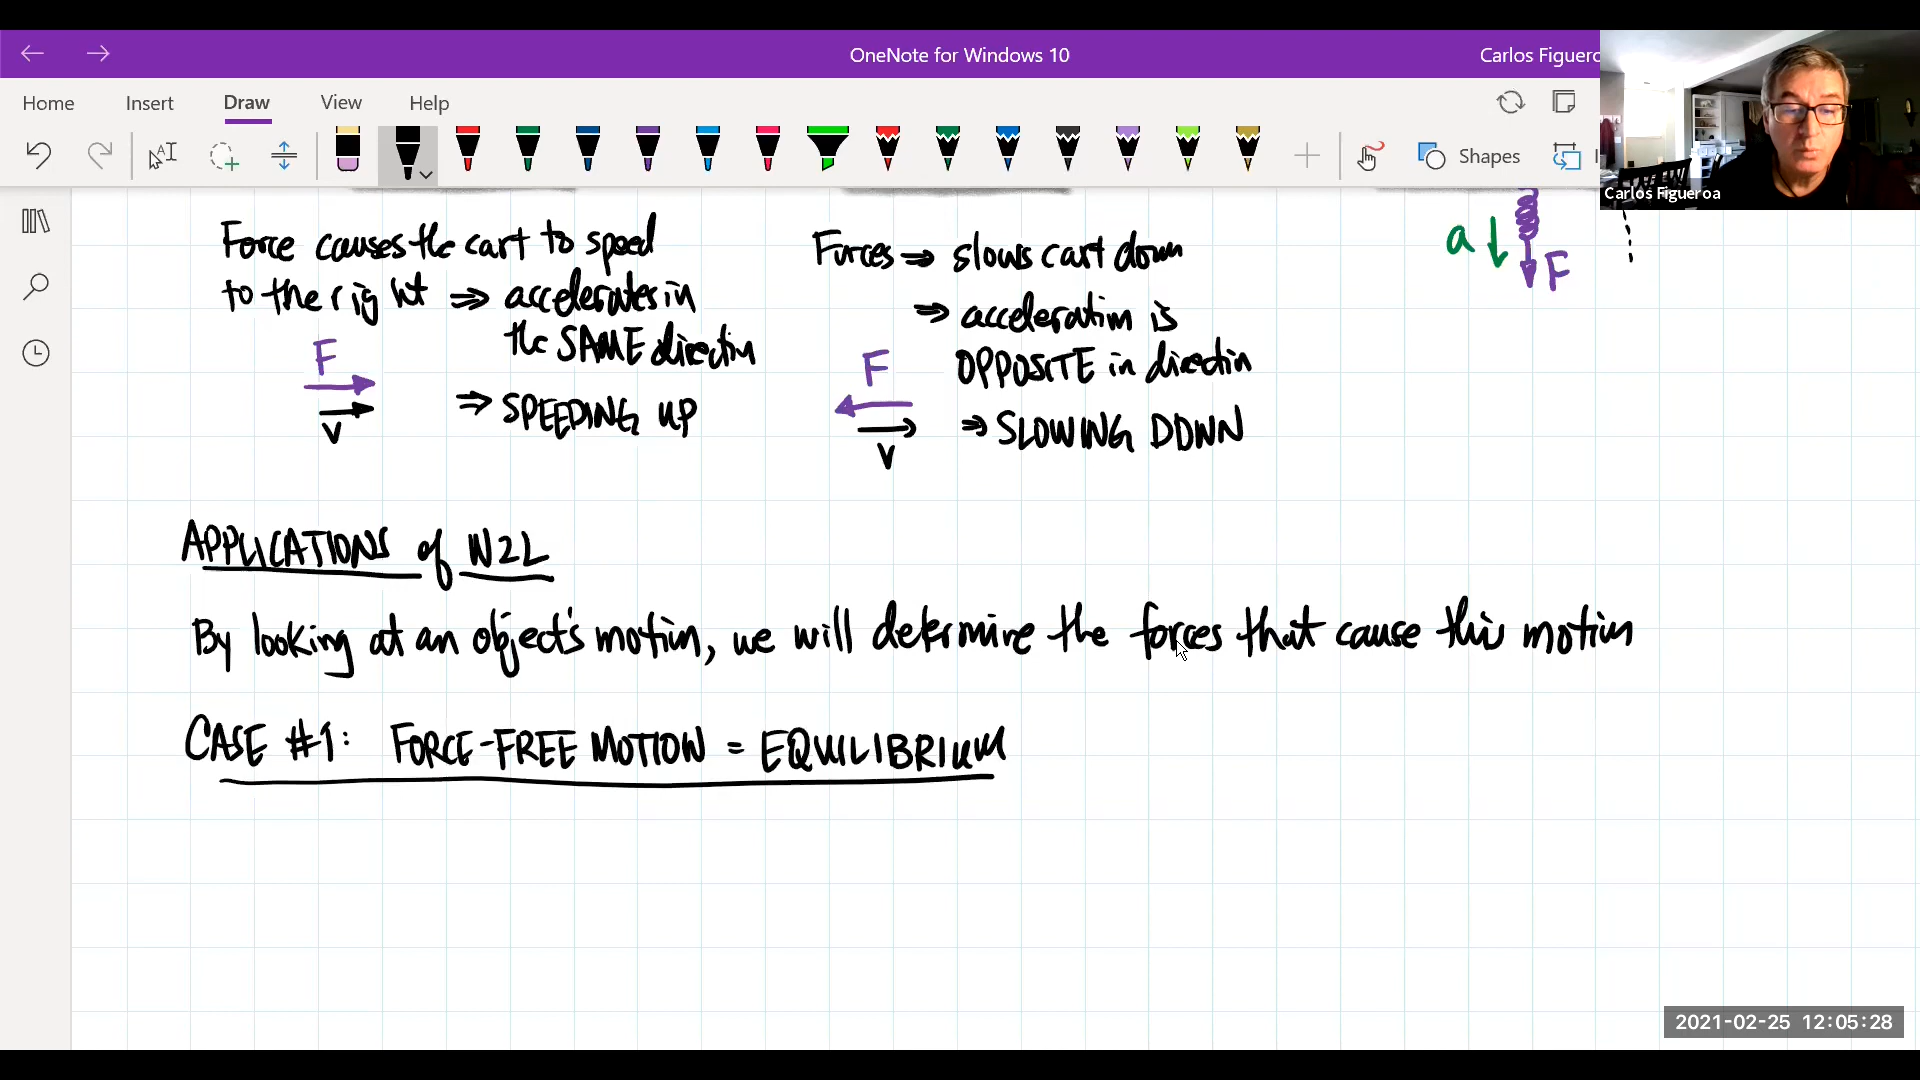 OneNote for Windows 10
Carlos Figuero
Home
Insert
Draw
View
Help
Shapes
Carlos Figueroa
Force causes the cart to speed
to the right ⇒ accelerates in
the SAME direction
F
v
⇒ SPEEDING UP
Forces ⇒ slows cart down
⇒ acceleration is
OPPOSITE in direction
F
v
⇒ SLOWING DOWN
a
F
APPLICATIONS of N2L
By looking at an object's motion, we will determine the forces that cause this motion
CASE #1: FORCE-FREE MOTION = EQUILIBRIUM
2021-02-25 12:05:28